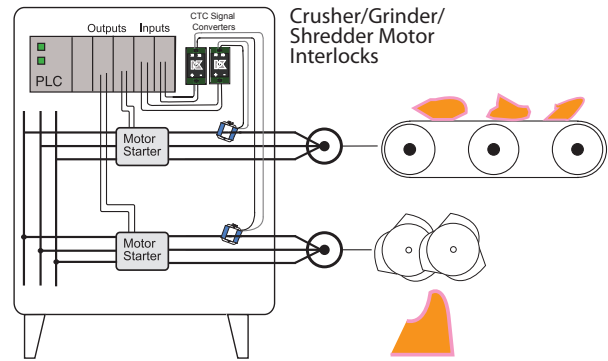 Crusher/Grinder/
Shredder Motor
Interlocks
Outputs Inputs
CTC Signal
Converters
PLC
Motor
Starter
Motor
Starter